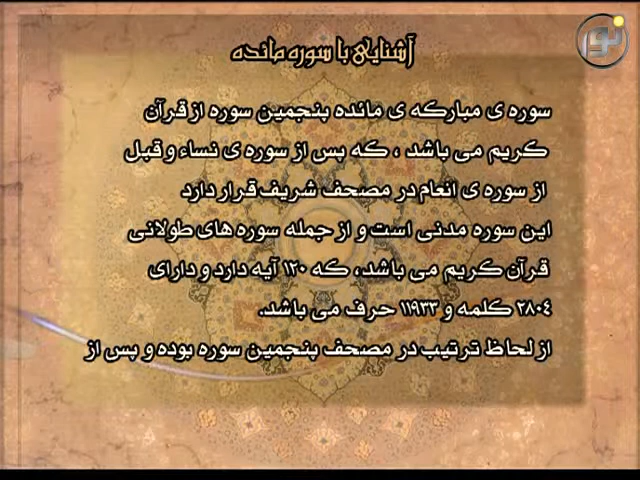 نور
آشنایی با سوره مائده
سوره ی مبارکه ی مائده پنجمین سوره از قرآن
کریم می باشد ، که پس از سوره ی نساء و قبل
از سوره ی انعام در مصحف شریف قرار دارد
این سوره مدنی است و از جمله سوره های طولانی
قرآن کریم می باشد، که ۱۲۰ آیه دارد و دارای
۲۸۰۴ کلمه و ۱۱۹۳۳ حرف می باشد.
از لحاظ ترتیب در مصحف پنجمین سوره بوده و پس از